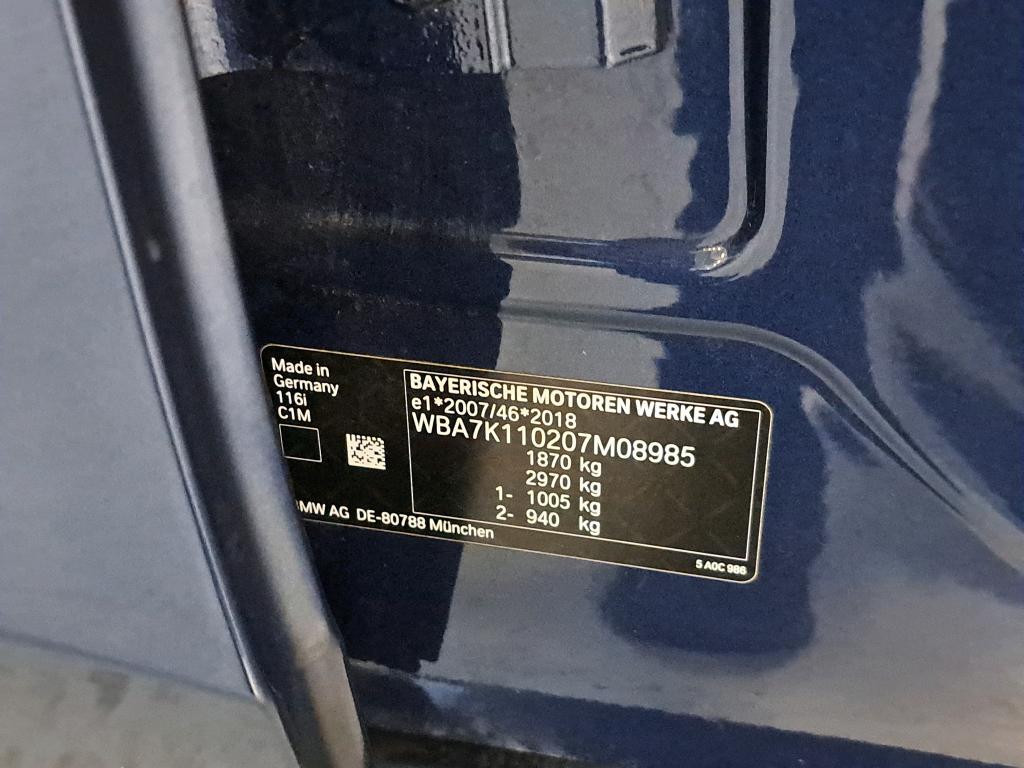 Made in
Germany
116i
C1M
BAYERISCHE MOTOREN WERKE AG
e1*2007/46*2018
WBA7K110207M08985
1870 kg
2970 kg
1- 1005 kg
2- 940 kg
MW AG DE-80788 München
5 A0C 986